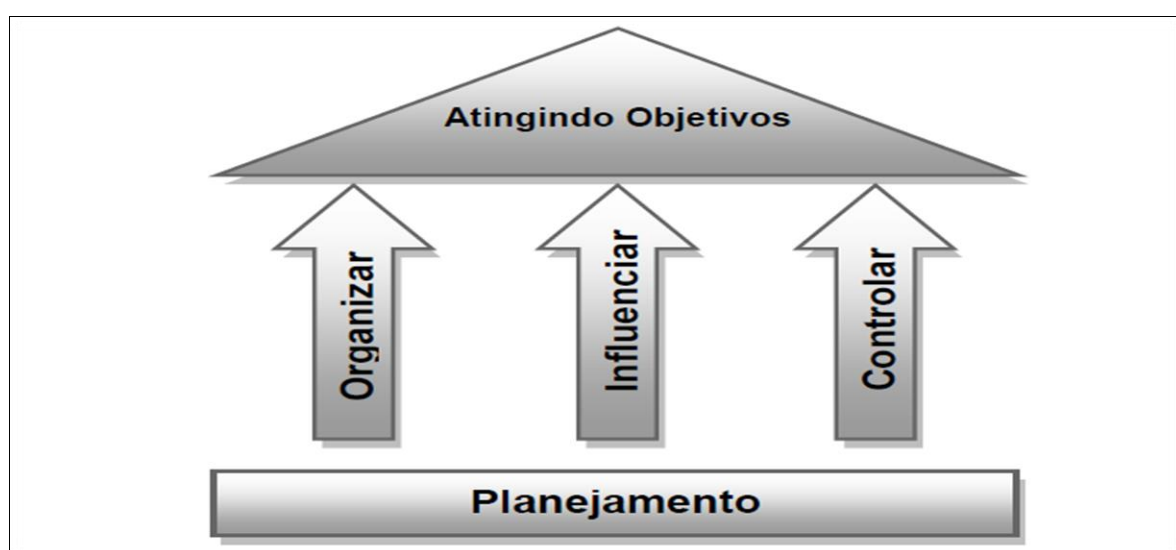 Atingindo Objetivos
Organizar
Influenciar
Controlar
Planejamento